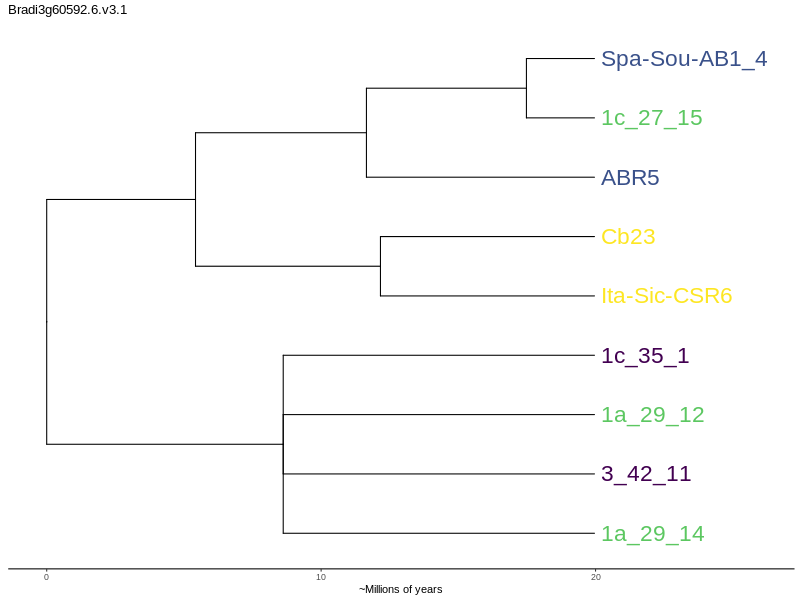 Bradi3g60592.6.v3.1
Spa-Sou-AB1_4
1c_27_15
ABR5
Cb23
Ita-Sic-CSR6
1c_35_1
1a_29_12
3_42_11
1a_29_14
0 10 20
~Millions of years